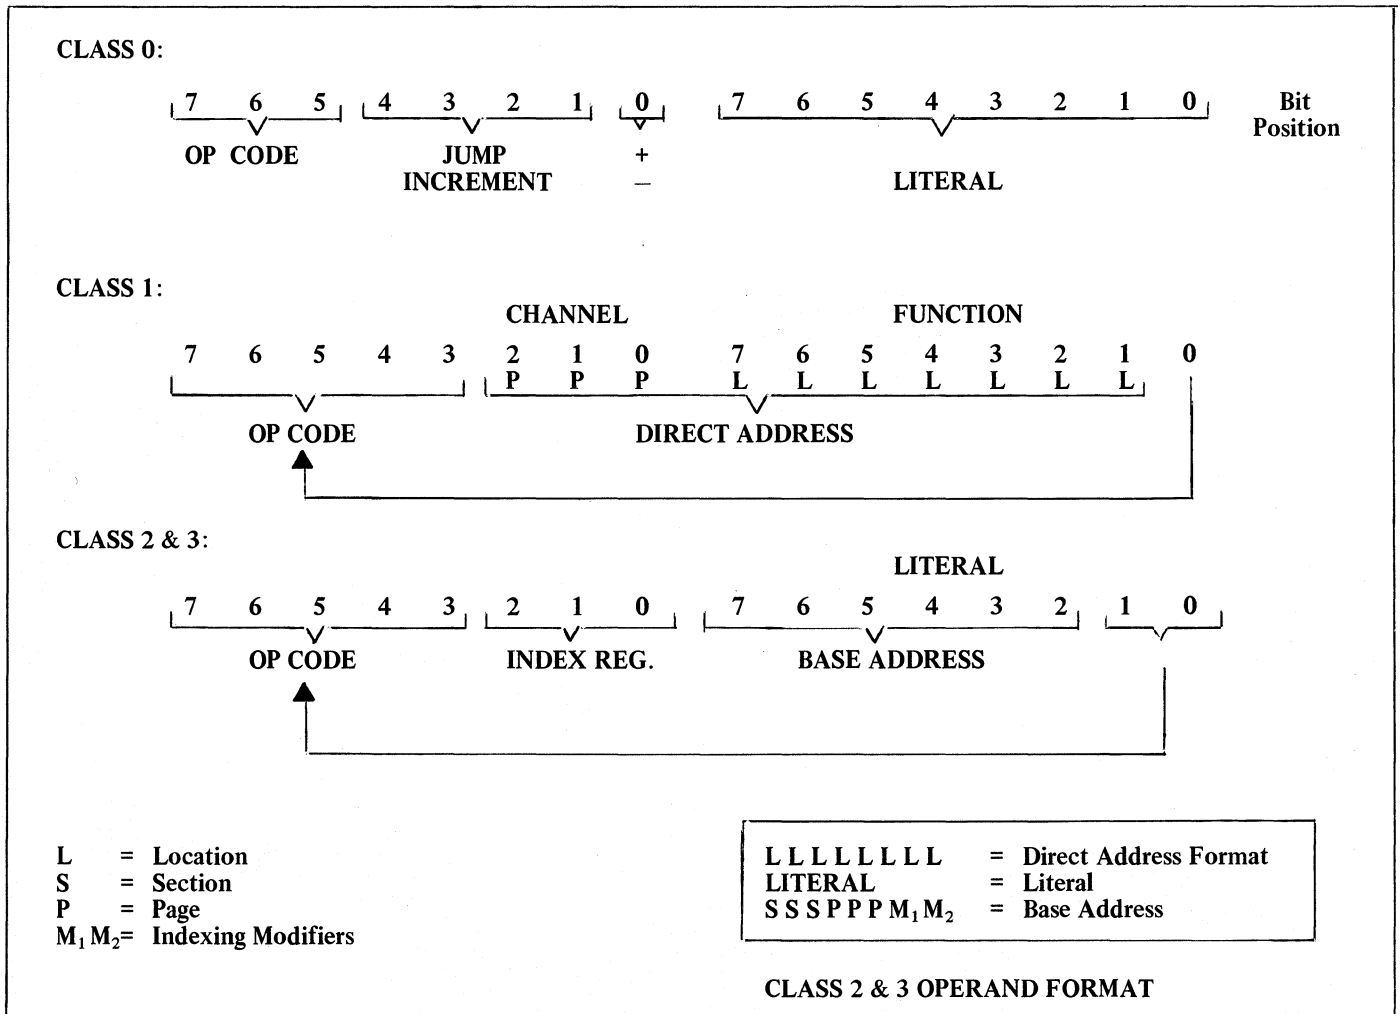 CLASS 0:
7 6 5 4 3 2 1 0 7 6 5 4 3 2 1 0 Bit
Position
OP CODE JUMP +
INCREMENT — LITERAL
CLASS 1:
CHANNEL FUNCTION
7 6 5 4 3 2 1 0 7 6 5 4 3 2 1 0
P P P L L L L L L L
OP CODE DIRECT ADDRESS
CLASS 2 & 3:
LITERAL
7 6 5 4 3 2 1 0 7 6 5 4 3 2 1 0
OP CODE INDEX REG. BASE ADDRESS
L = Location
S = Section
P = Page
M₁ M₂= Indexing Modifiers
L L L L L L L L = Direct Address Format
LITERAL = Literal
S S S P P P M₁ M₂ = Base Address
CLASS 2 & 3 OPERAND FORMAT